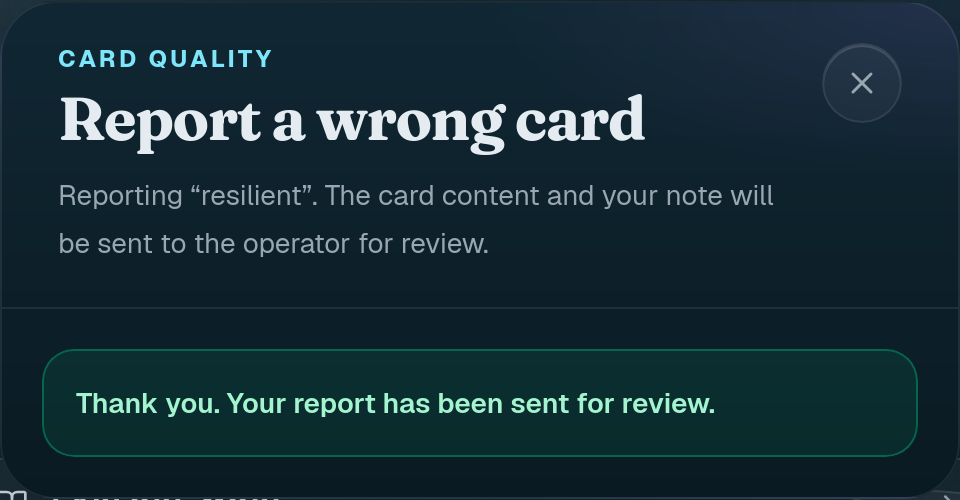 CARD QUALITY
Report a wrong card
Reporting “resilient”. The card content and your note will
be sent to the operator for review.
Thank you. Your report has been sent for review.